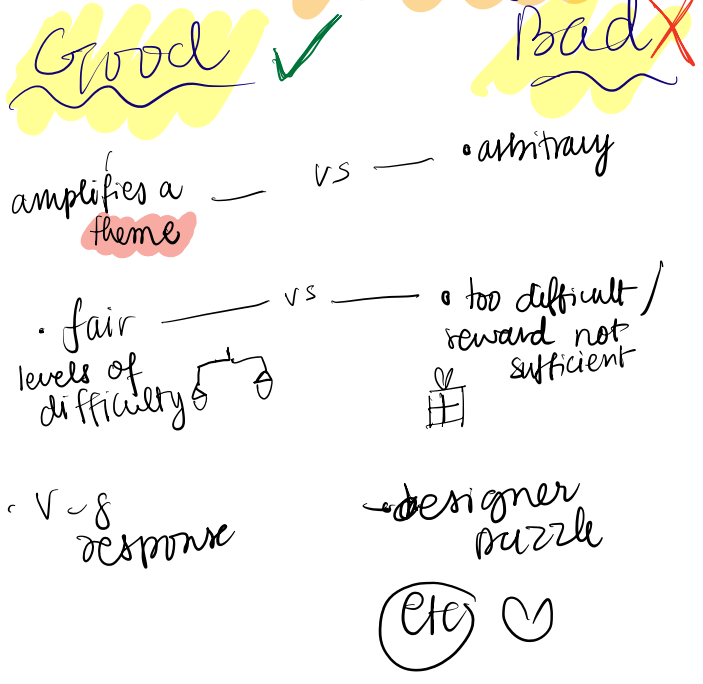 Good
Bad
amplifies a
theme
vs
• arbitrary
• fair
levels of
difficulty
vs
• too difficult /
reward not
sufficient
• V-8
response
designer
puzzle
etc